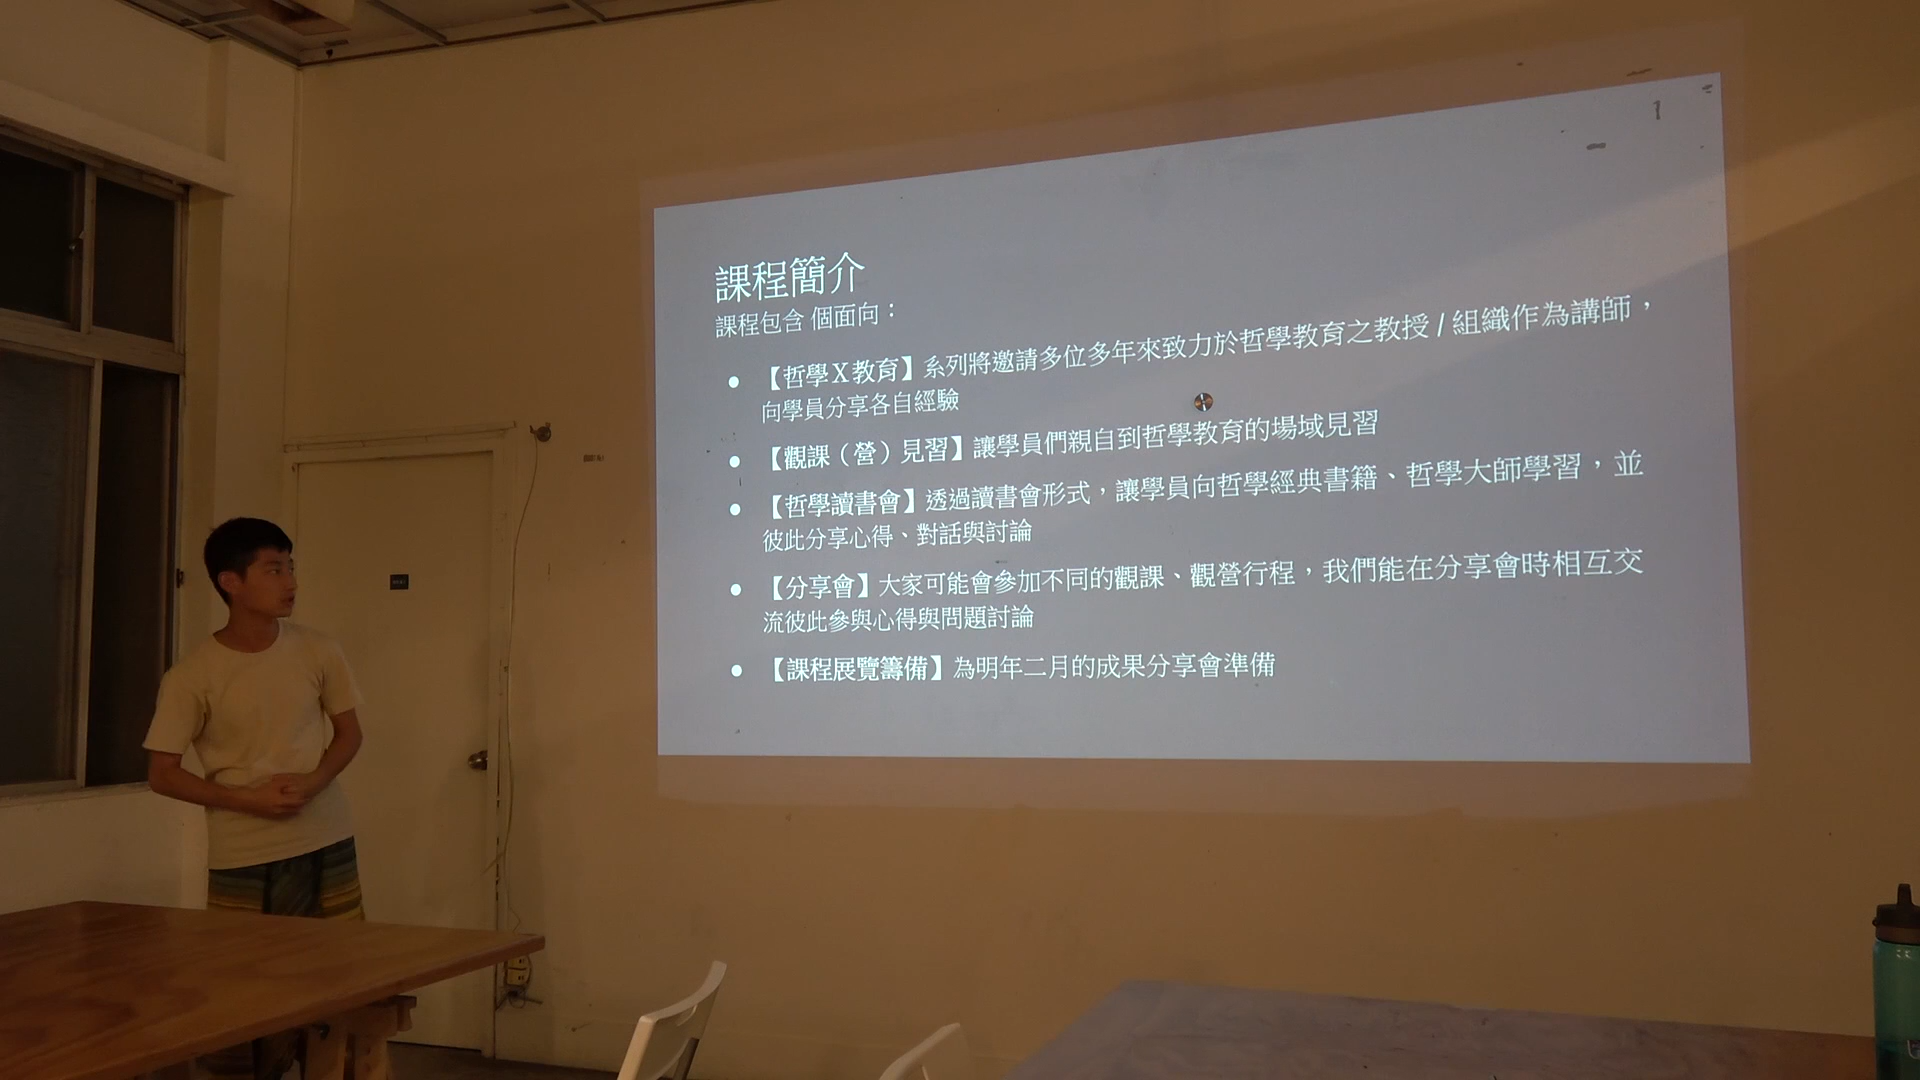 課程簡介
課程包含 個面向：
● 【哲學X教育】系列將邀請多位多年來致力於哲學教育之教授 / 組織作為講師，
向學員分享各自經驗
● 【觀課（營）見習】讓學員們親自到哲學教育的場域見習
● 【哲學讀書會】透過讀書會形式，讓學員向哲學經典書籍、哲學大師學習，並
彼此分享心得、對話與討論
● 【分享會】大家可能會參加不同的觀課、觀營行程，我們能在分享會時相互交
流彼此參與心得與問題討論
● 【課程展覽籌備】為明年二月的成果分享會準備